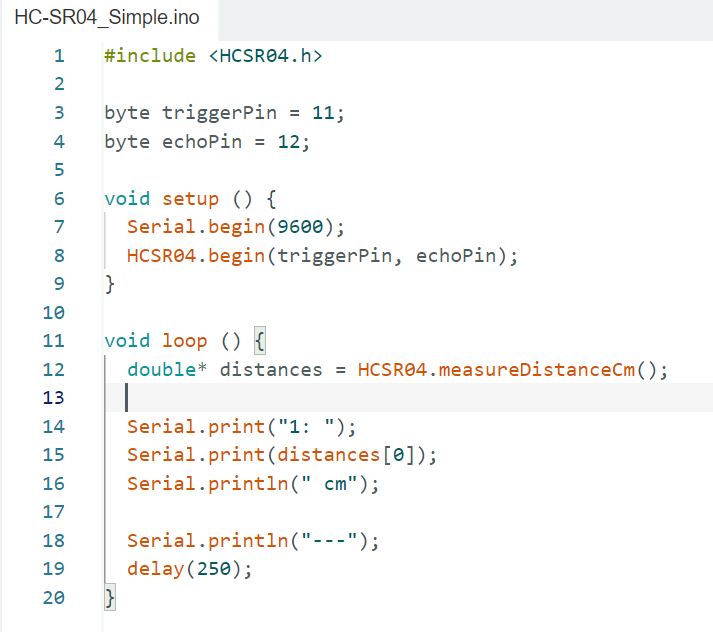 HC-SR04_Simple.ino
1 #include <HCSR04.h>
2
3 byte triggerPin = 11;
4 byte echoPin = 12;
5
6 void setup () {
7   Serial.begin(9600);
8   HCSR04.begin(triggerPin, echoPin);
9 }
10
11 void loop () {
12   double* distances = HCSR04.measureDistanceCm();
13
14   Serial.print("1: ");
15   Serial.print(distances[0]);
16   Serial.println(" cm");
17
18   Serial.println("---");
19   delay(250);
20 }